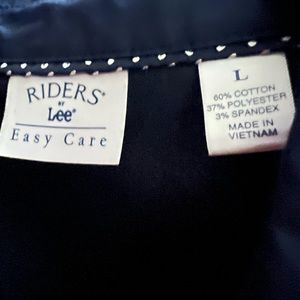 RIDERS®
BY
Lee®
Easy Care
L
60% COTTON
37% POLYESTER
3% SPANDEX
MADE IN
VIETNAM